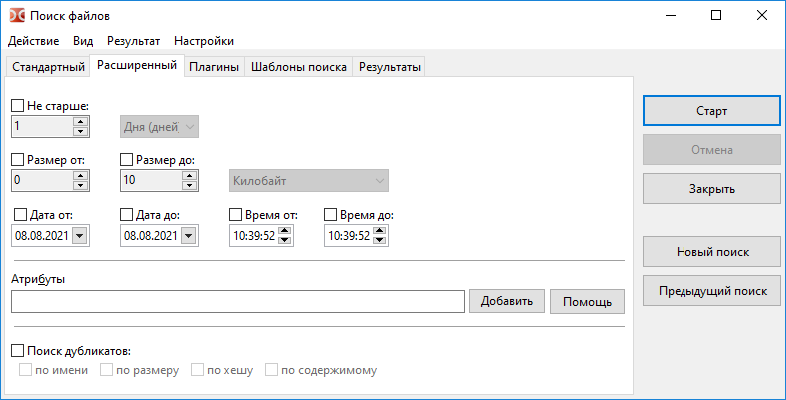 Поиск файлов
Действие Вид Результат Настройки
Стандартный Расширенный Плагины Шаблоны поиска Результаты
Не старше:
1 Дня (дней)
Размер от: Размер до:
0 10 Килобайт
Дата от: Дата до: Время от: Время до:
08.08.2021 08.08.2021 10:39:52 10:39:52
Атрибуты
Добавить Помощь
Поиск дубликатов:
по имени по размеру по хешу по содержимому
Старт
Отмена
Закрыть
Новый поиск
Предыдущий поиск